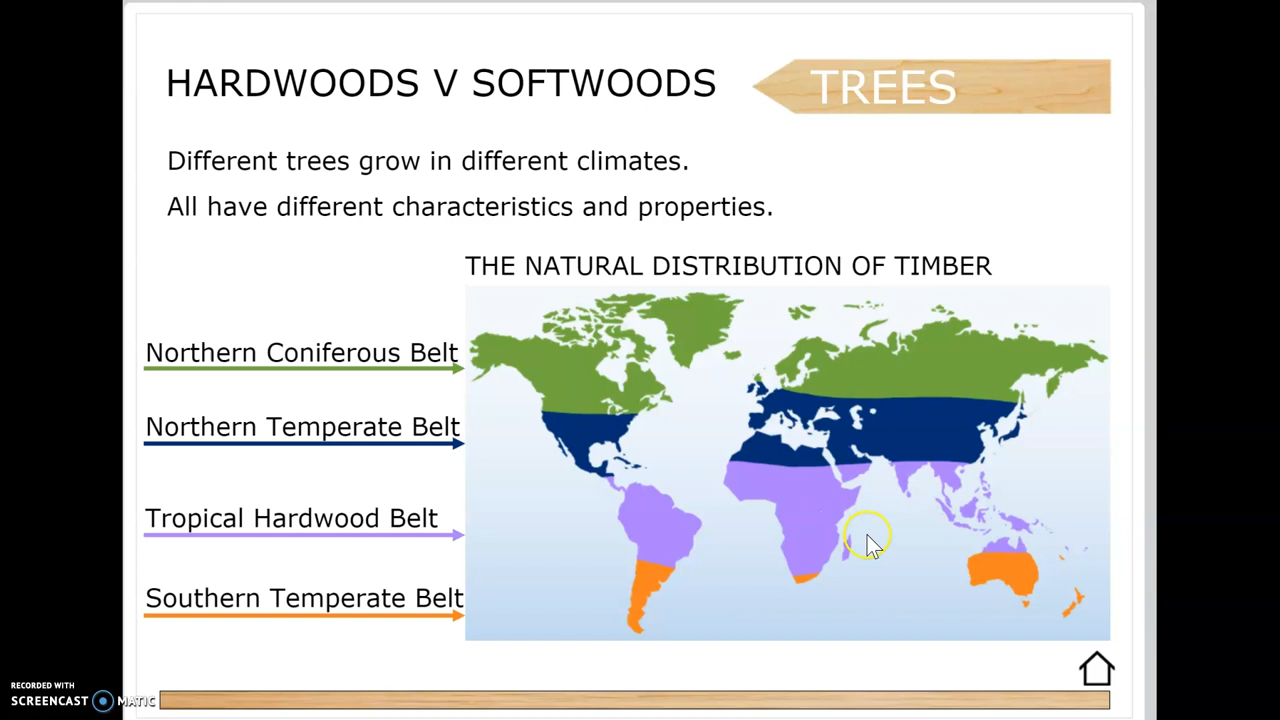 HARDWOODS V SOFTWOODS
TREES
Different trees grow in different climates.
All have different characteristics and properties.
THE NATURAL DISTRIBUTION OF TIMBER
Northern Coniferous Belt
Northern Temperate Belt
Tropical Hardwood Belt
Southern Temperate Belt
RECORDED WITH
SCREENCAST MATIC